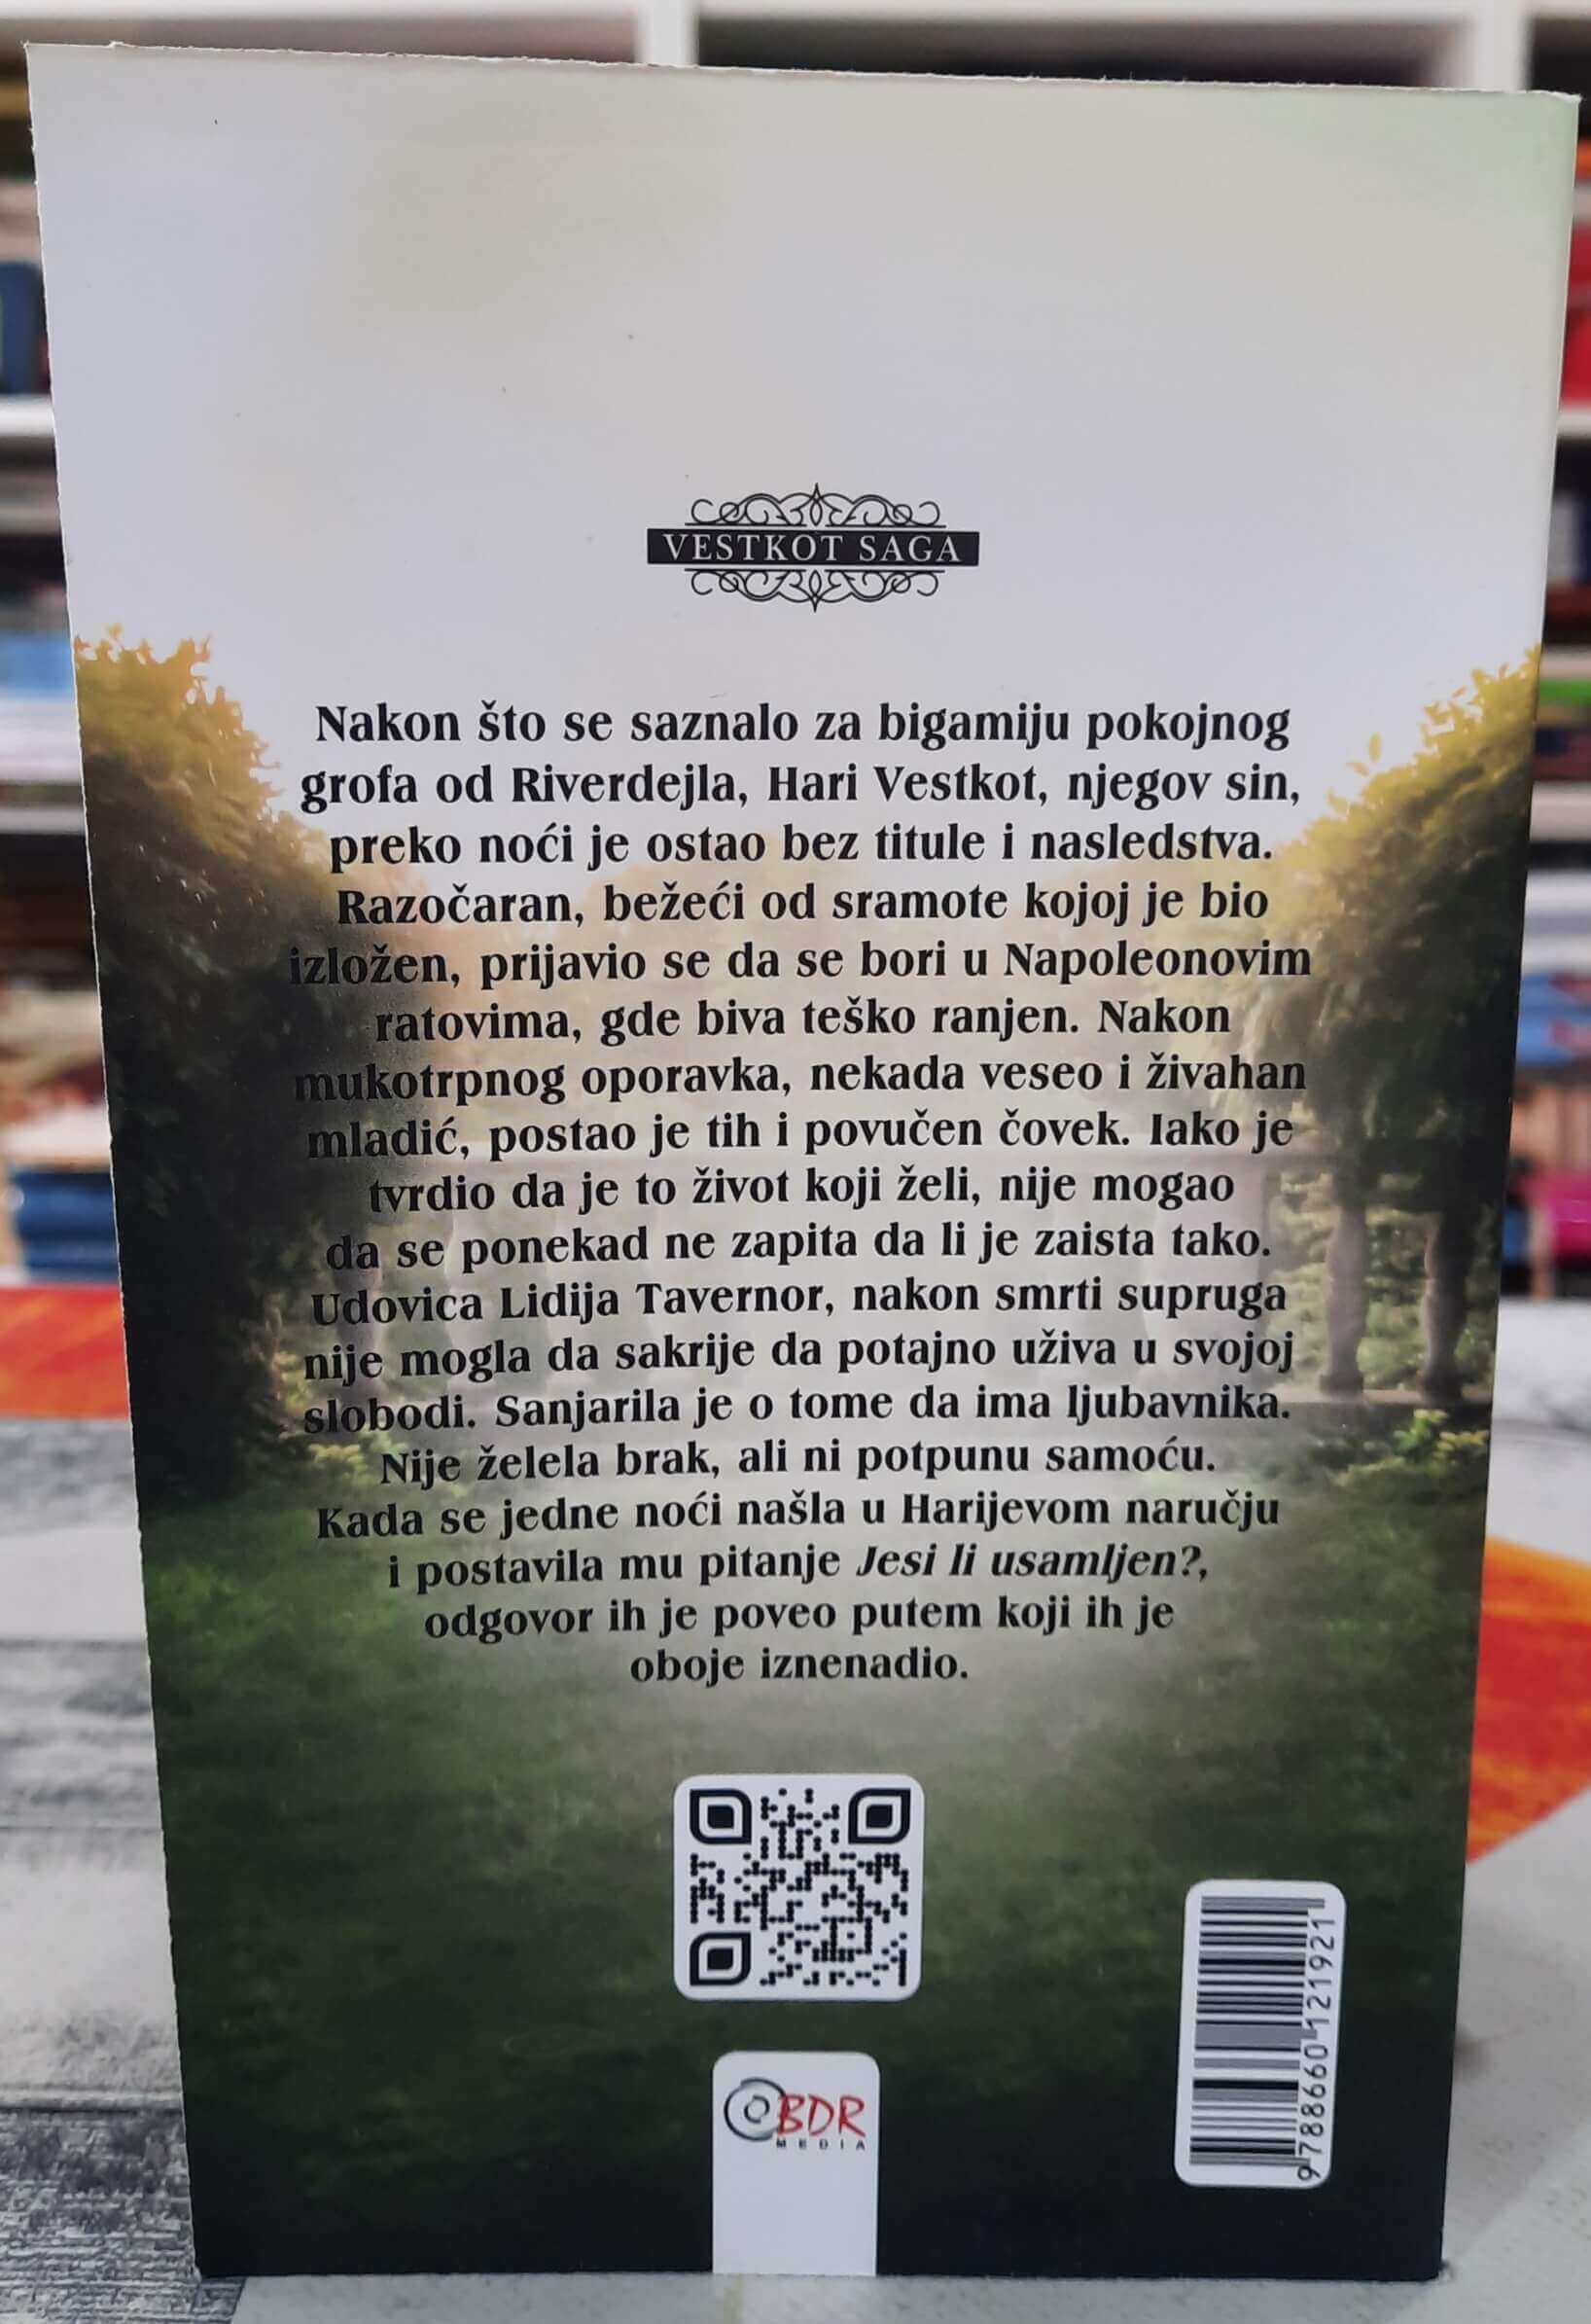 VESTKOT SAGA
Nakon što se saznalo za bigamiju pokojnog
grofa od Riverdejla, Hari Vestkot, njegov sin,
preko noći je ostao bez titule i nasledstva.
Razočaran, bežeći od sramote kojoj je bio
izložen, prijavio se da se bori u Napoleonovim
ratovima, gde biva teško ranjen. Nakon
mukotrpnog oporavka, nekada veseo i živahan
mladić, postao je tih i povučen čovek. Iako je
tvrdio da je to život koji želi, nije mogao
da se ponekad ne zapita da li je zaista tako.
Udovica Lidija Tavernor, nakon smrti supruga
nije mogla da sakrije da potajno uživa u svojoj
slobodi. Sanjarila je o tome da ima ljubavnika.
Nije želela brak, ali ni potpunu samoću.
Kada se jedne noći našla u Harijevom naručju
i postavila mu pitanje Jesi li usamljen?,
odgovor ih je poveo putem koji ih je
oboje iznenadio.
BDR
MEDIA
9 788660 121921